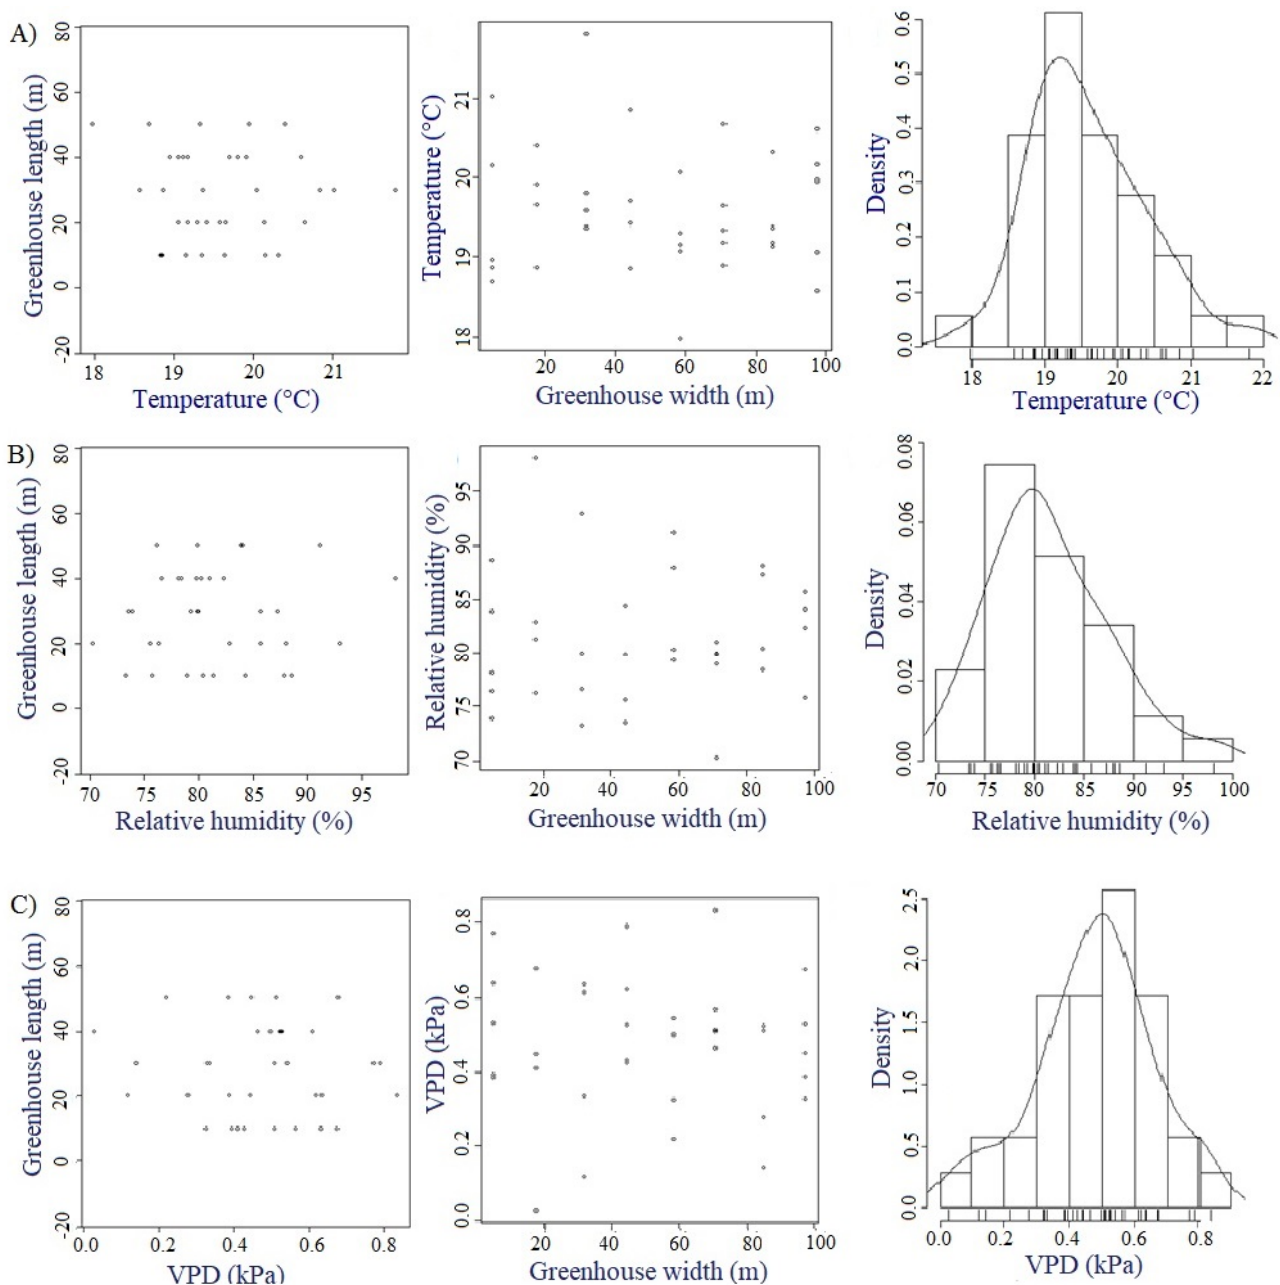 A)
Greenhouse length (m)
80
60
40
20
0
-20
18 19 20 21
Temperature (°C)
Temperature (°C)
21
20
19
18
20 40 60 80 100
Greenhouse width (m)
Density
0.6
0.5
0.4
0.3
0.2
0.1
0.0
18 19 20 21 22
Temperature (°C)
B)
Greenhouse length (m)
80
60
40
20
0
-20
70 75 80 85 90 95
Relative humidity (%)
Relative humidity (%)
95
90
85
80
75
70
20 40 60 80 100
Greenhouse width (m)
Density
0.08
0.06
0.04
0.02
0.00
70 75 80 85 90 95 100
Relative humidity (%)
C)
Greenhouse length (m)
80
60
40
20
0
-20
0.0 0.2 0.4 0.6 0.8
VPD (kPa)
VPD (kPa)
0.8
0.6
0.4
0.2
0.0
20 40 60 80 100
Greenhouse width (m)
Density
2.5
2.0
1.5
1.0
0.5
0.0
0.0 0.2 0.4 0.6 0.8
VPD (kPa)